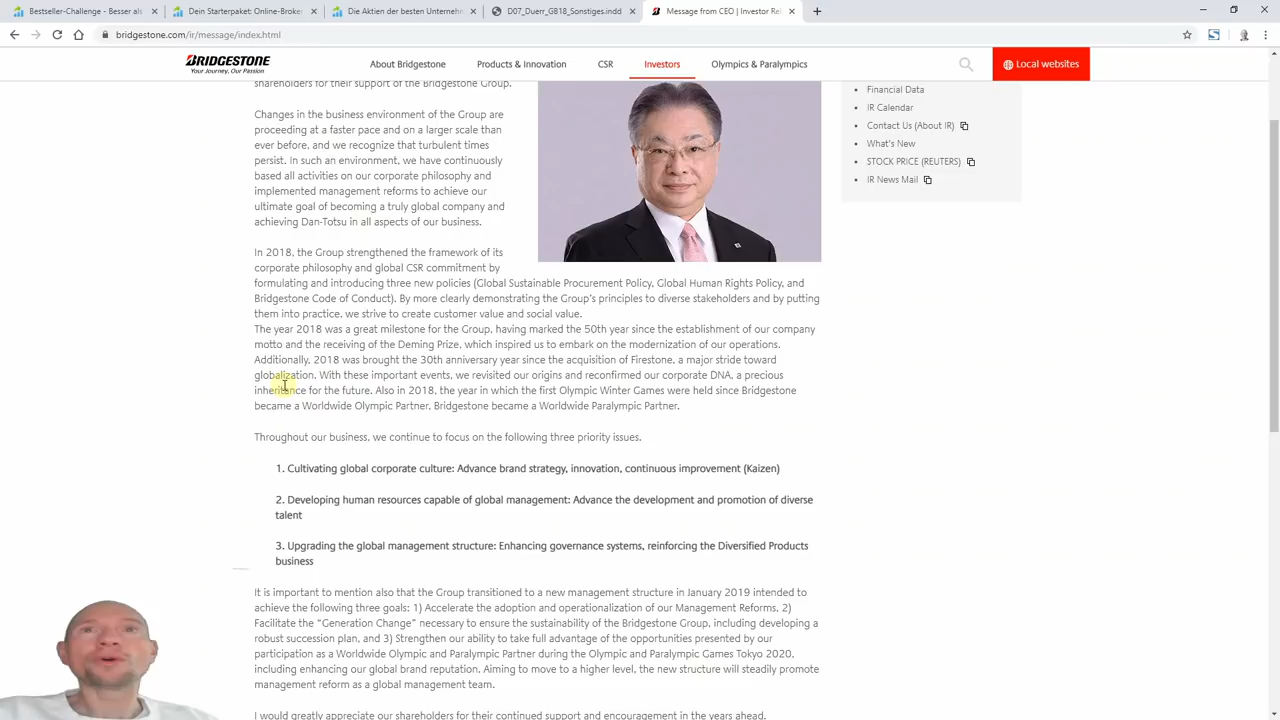 Bestseller-Challenge - Besser als
Dein Starterpaket: Online-Broker
Die Aktien der besten Unternehm
D07_Duerr_GB18_Sonstiges.indd
Message from CEO | Investor Rel
bridgestone.com/ir/message/index.html
BRIDGESTONE
Your Journey, Our Passion
About Bridgestone
Products & Innovation
CSR
Investors
Olympics & Paralympics
Local websites
shareholders for their support of the Bridgestone Group.
Changes in the business environment of the Group are
proceeding at a faster pace and on a larger scale than
ever before, and we recognize that turbulent times
persist. In such an environment, we have continuously
based all activities on our corporate philosophy and
implemented management reforms to achieve our
ultimate goal of becoming a truly global company and
achieving Dan-Totsu in all aspects of our business.
In 2018, the Group strengthened the framework of its
corporate philosophy and global CSR commitment by
formulating and introducing three new policies (Global Sustainable Procurement Policy, Global Human Rights Policy, and
Bridgestone Code of Conduct). By more clearly demonstrating the Group's principles to diverse stakeholders and by putting
them into practice, we strive to create customer value and social value.
The year 2018 was a great milestone for the Group, having marked the 50th year since the establishment of our company
motto and the receiving of the Deming Prize, which inspired us to embark on the modernization of our operations.
Additionally, 2018 was brought the 30th anniversary year since the acquisition of Firestone, a major stride toward
globalization. With these important events, we revisited our origins and reconfirmed our corporate DNA, a precious
inheritence for the future. Also in 2018, the year in which the first Olympic Winter Games were held since Bridgestone
became a Worldwide Olympic Partner, Bridgestone became a Worldwide Paralympic Partner.
Throughout our business, we continue to focus on the following three priority issues.
1. Cultivating global corporate culture: Advance brand strategy, innovation, continuous improvement (Kaizen)
2. Developing human resources capable of global management: Advance the development and promotion of diverse
talent
3. Upgrading the global management structure: Enhancing governance systems, reinforcing the Diversified Products
business
It is important to mention also that the Group transitioned to a new management structure in January 2019 intended to
achieve the following three goals: 1) Accelerate the adoption and operationalization of our Management Reforms, 2)
Facilitate the "Generation Change" necessary to ensure the sustainability of the Bridgestone Group, including developing a
robust succession plan, and 3) Strengthen our ability to take full advantage of the opportunities presented by our
participation as a Worldwide Olympic and Paralympic Partner during the Olympic and Paralympic Games Tokyo 2020,
including enhancing our global brand reputation. Aiming to move to a higher level, the new structure will steadily promote
management reform as a global management team.
I would greatly appreciate our shareholders for their continued support and encouragement in the years ahead.
Financial Data
IR Calendar
Contact Us (About IR)
What's New
STOCK PRICE (REUTERS)
IR News Mail